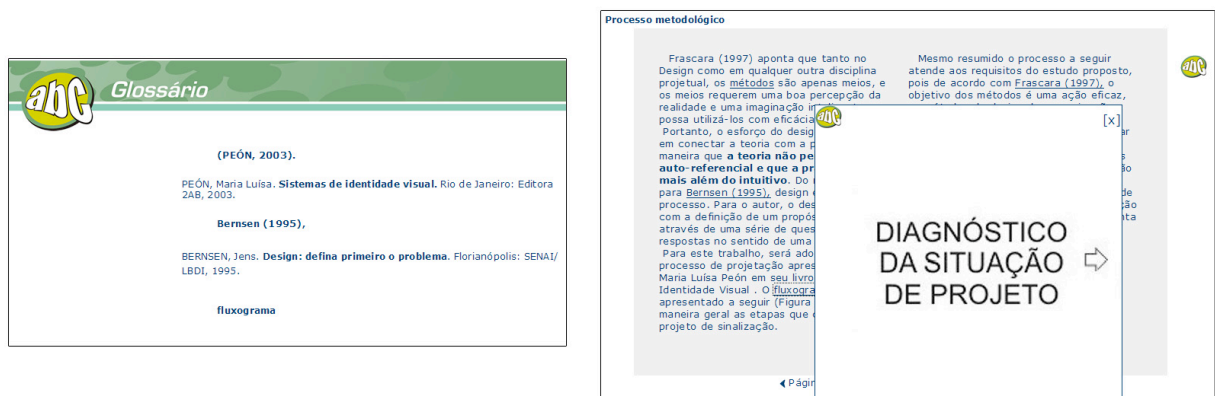 abc Glossário
(PEÓN, 2003).
PEÓN, Maria Luísa. Sistemas de identidade visual. Rio de Janeiro: Editora
2AB, 2003.
Bernsen (1995),
BERNSEN, Jens. Design: defina primeiro o problema. Florianópolis: SENAI/
LBDI, 1995.
fluxograma
Processo metodológico
Frascara (1997) aponta que tanto no
Design como em qualquer outra disciplina
projetual, os métodos são apenas meios, e
os meios requerem uma boa percepção da
realidade e uma imaginação
possa utilizá-los com eficácia
Portanto, o esforço do desig
em conectar a teoria com a p
maneira que a teoria não pe
auto-referencial e que a pr
mais além do intuitivo. Do
para Bernsen (1995), design
processo. Para o autor, o des
com a definição de um propós
através de uma série de ques
respostas no sentido de uma
Para este trabalho, será ado
processo de projetação apres
Maria Luísa Peón em seu livro
Identidade Visual . O fluxogra
apresentado a seguir (Figura
maneira geral as etapas que
projeto de sinalização.
Mesmo resumido o processo a seguir
atende aos requisitos do estudo proposto,
pois de acordo com Frascara (1997), o
objetivo dos métodos é uma ação eficaz,
ar
s
ão
de
ção
nta
abc
abc [x]
DIAGNÓSTICO
DA SITUAÇÃO
DE PROJETO
Págin